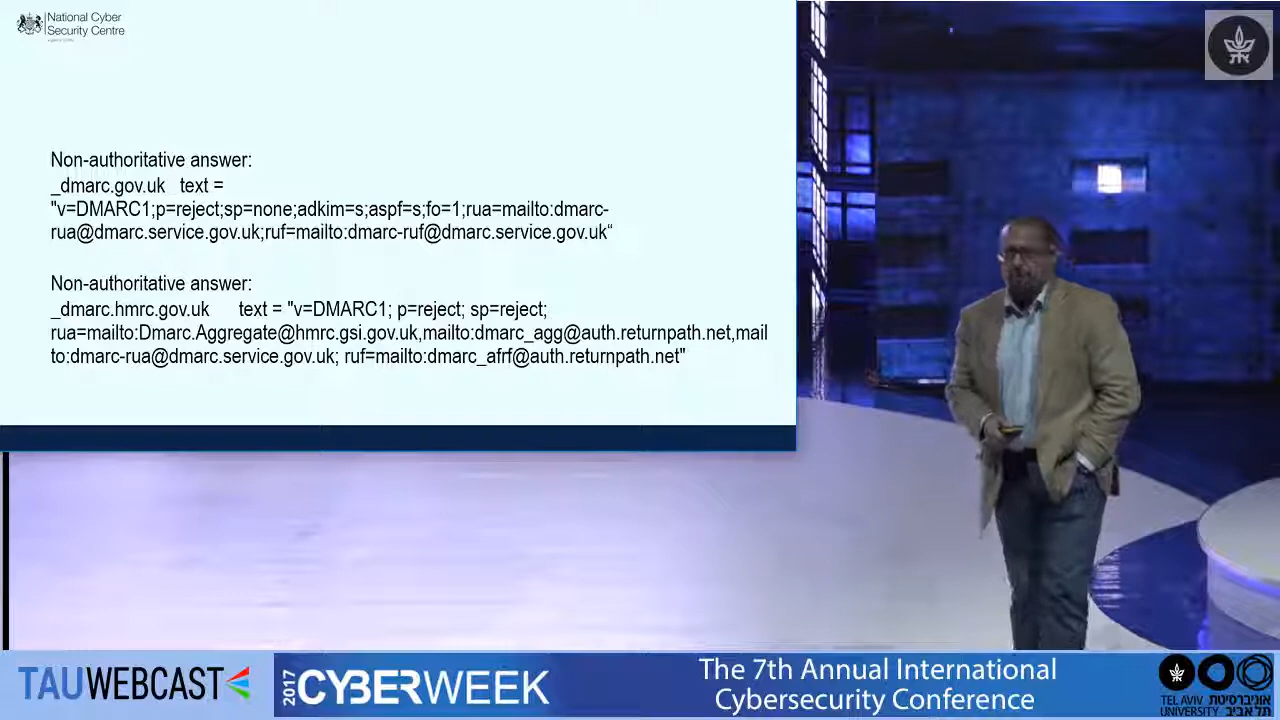 National Cyber
Security Centre
Non-authoritative answer:
_dmarc.gov.uk   text =
"v=DMARC1;p=reject;sp=none;adkim=s;aspf=s;fo=1;rua=mailto:dmarc-
rua@dmarc.service.gov.uk;ruf=mailto:dmarc-ruf@dmarc.service.gov.uk“
Non-authoritative answer:
_dmarc.hmrc.gov.uk      text = "v=DMARC1; p=reject; sp=reject;
rua=mailto:Dmarc.Aggregate@hmrc.gsi.gov.uk,mailto:dmarc_agg@auth.returnpath.net,mail
to:dmarc-rua@dmarc.service.gov.uk; ruf=mailto:dmarc_afrf@auth.returnpath.net"
TAUWEBCAST
2017 CYBERWEEK
The 7th Annual International
Cybersecurity Conference
TEL AVIV אוניברסיטת
UNIVERSITY תל אביב